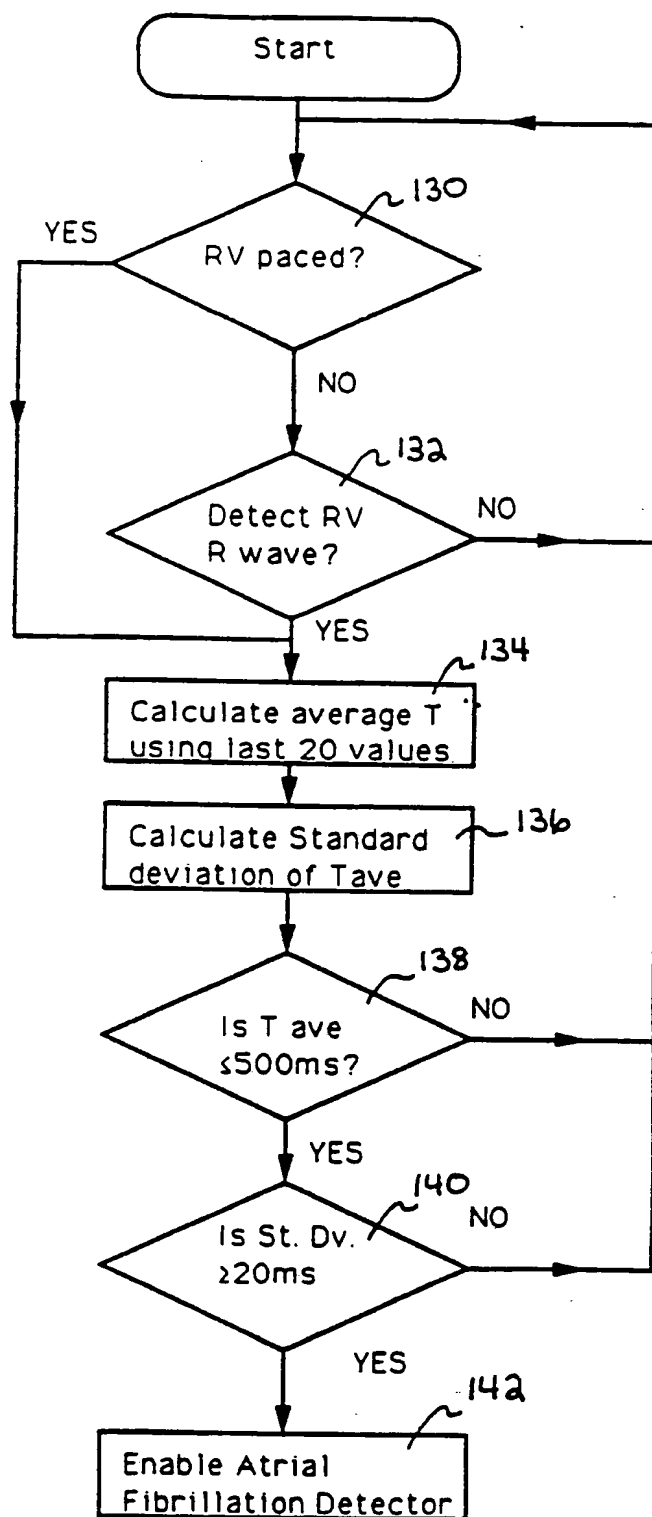 Start
130
YES
RV paced?
NO
132
Detect RV
R wave?
NO
YES
134
Calculate average T
using last 20 values
136
Calculate Standard
deviation of Tave
138
NO
Is T ave
≤500ms?
YES
140
NO
Is St. Dv.
≥20ms
YES
142
Enable Atrial
Fibrillation Detector